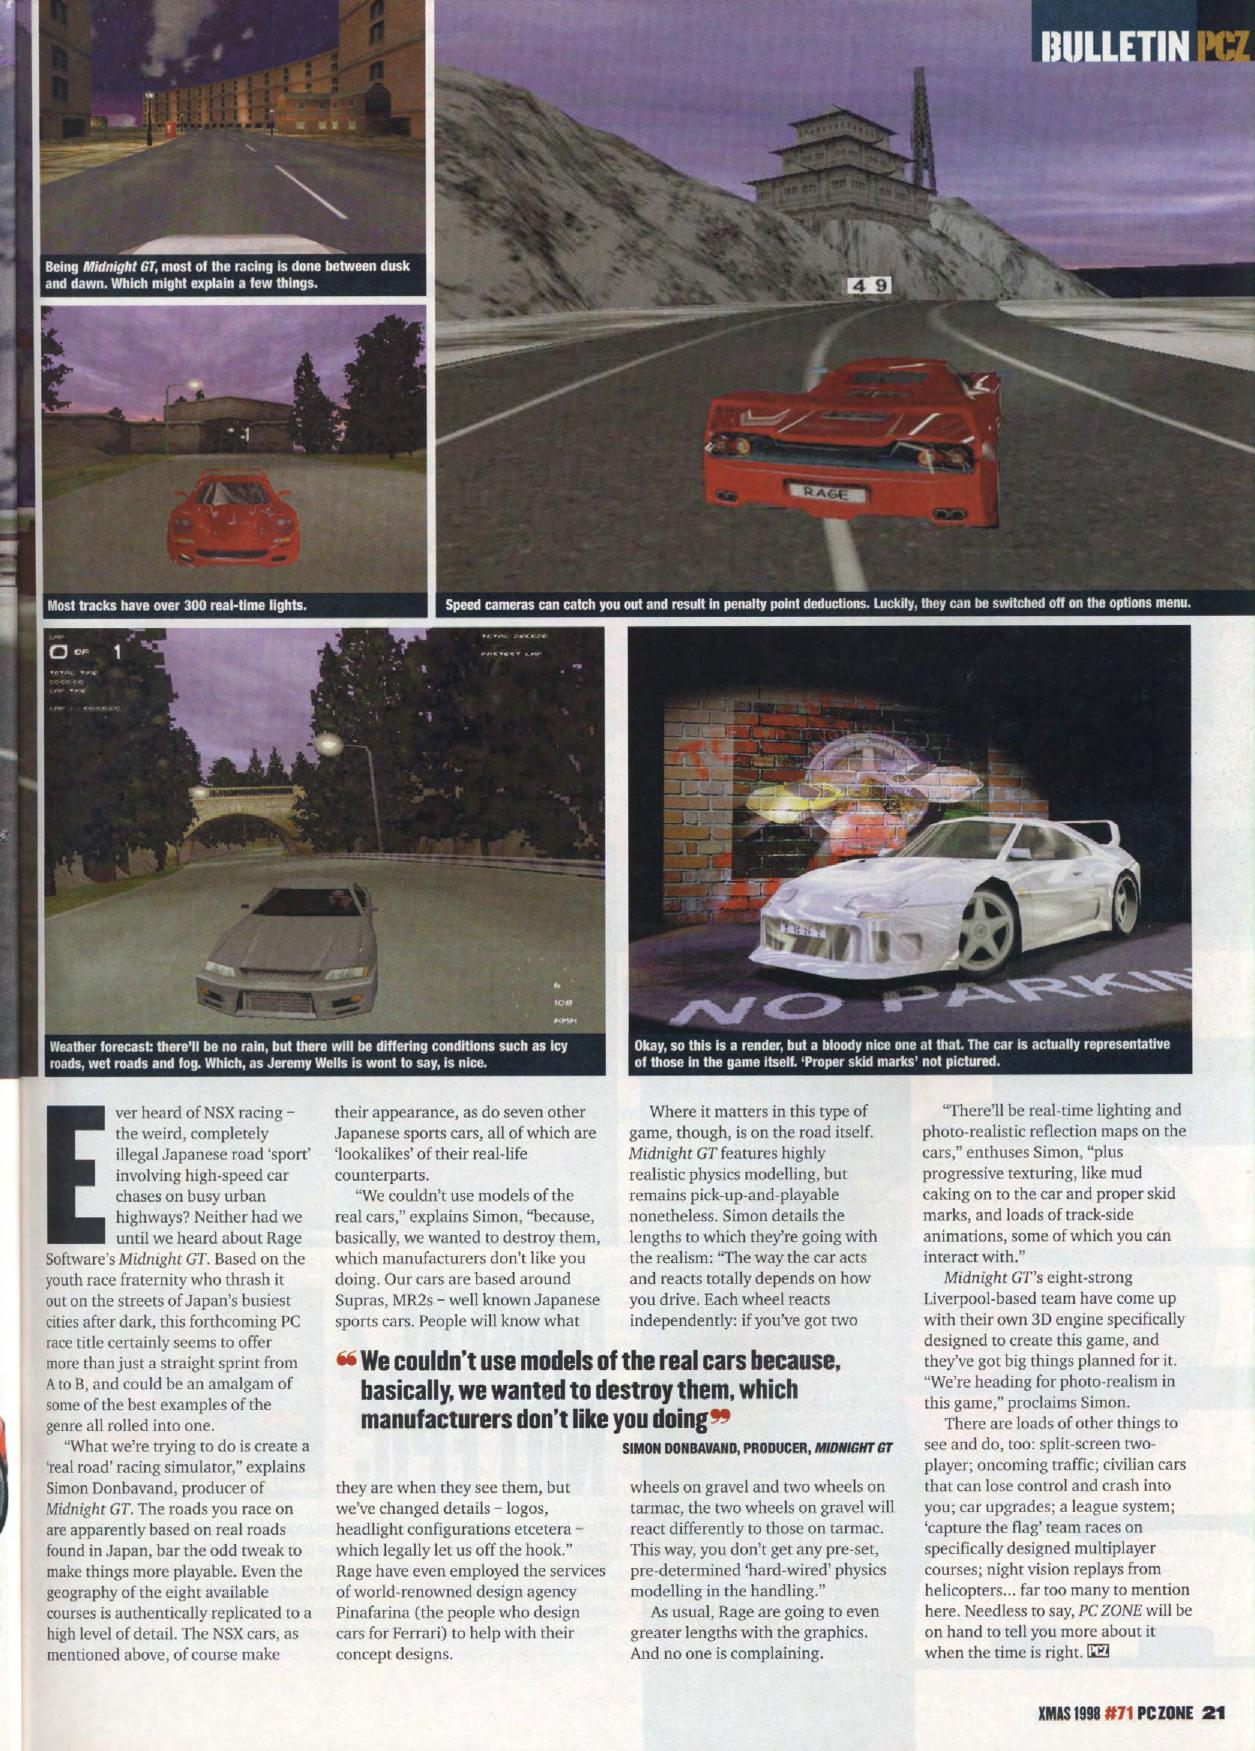 BULLETIN PCZ
Being Midnight GT, most of the racing is done between dusk
and dawn. Which might explain a few things.
49
RAGE
Most tracks have over 300 real-time lights.
Speed cameras can catch you out and result in penalty point deductions. Luckily, they can be switched off on the options menu.
LAP
0 OF 1
TOTAL TIME
00:00:00
LAP TIME
TOTAL
FASTEST LAP
6
108
KMH
NO PARKIN
Weather forecast: there'll be no rain, but there will be differing conditions such as icy
roads, wet roads and fog. Which, as Jeremy Wells is wont to say, is nice.
Okay, so this is a render, but a bloody nice one at that. The car is actually representative
of those in the game itself. 'Proper skid marks' not pictured.
Ever heard of NSX racing –
the weird, completely
illegal Japanese road 'sport'
involving high-speed car
chases on busy urban
highways? Neither had we
until we heard about Rage
Software's Midnight GT. Based on the
youth race fraternity who thrash it
out on the streets of Japan's busiest
cities after dark, this forthcoming PC
race title certainly seems to offer
more than just a straight sprint from
A to B, and could be an amalgam of
some of the best examples of the
genre all rolled into one.
"What we're trying to do is create a
'real road' racing simulator," explains
Simon Donbavand, producer of
Midnight GT. The roads you race on
are apparently based on real roads
found in Japan, bar the odd tweak to
make things more playable. Even the
geography of the eight available
courses is authentically replicated to a
high level of detail. The NSX cars, as
mentioned above, of course make
their appearance, as do seven other
Japanese sports cars, all of which are
'lookalikes' of their real-life
counterparts.
"We couldn't use models of the
real cars," explains Simon, "because,
basically, we wanted to destroy them,
which manufacturers don't like you
doing. Our cars are based around
Supras, MR2s – well known Japanese
sports cars. People will know what
they are when they see them, but
we've changed details – logos,
headlight configurations etcetera –
which legally let us off the hook."
Rage have even employed the services
of world-renowned design agency
Pinafarina (the people who design
cars for Ferrari) to help with their
concept designs.
"We couldn't use models of the real cars because,
basically, we wanted to destroy them, which
manufacturers don't like you doing"
SIMON DONBAVAND, PRODUCER, MIDNIGHT GT
Where it matters in this type of
game, though, is on the road itself.
Midnight GT features highly
realistic physics modelling, but
remains pick-up-and-playable
nonetheless. Simon details the
lengths to which they're going with
the realism: "The way the car acts
and reacts totally depends on how
you drive. Each wheel reacts
independently: if you've got two
wheels on gravel and two wheels on
tarmac, the two wheels on gravel will
react differently to those on tarmac.
This way, you don't get any pre-set,
pre-determined 'hard-wired' physics
modelling in the handling."
As usual, Rage are going to even
greater lengths with the graphics.
And no one is complaining.
"There'll be real-time lighting and
photo-realistic reflection maps on the
cars," enthuses Simon, "plus
progressive texturing, like mud
caking on to the car and proper skid
marks, and loads of track-side
animations, some of which you can
interact with."
Midnight GT's eight-strong
Liverpool-based team have come up
with their own 3D engine specifically
designed to create this game, and
they've got big things planned for it.
"We're heading for photo-realism in
this game," proclaims Simon.
There are loads of other things to
see and do, too: split-screen two-
player; oncoming traffic; civilian cars
that can lose control and crash into
you; car upgrades; a league system;
'capture the flag' team races on
specifically designed multiplayer
courses; night vision replays from
helicopters... far too many to mention
here. Needless to say, PC ZONE will be
on hand to tell you more about it
when the time is right. PCZ
XMAS 1998 #71 PC ZONE 21